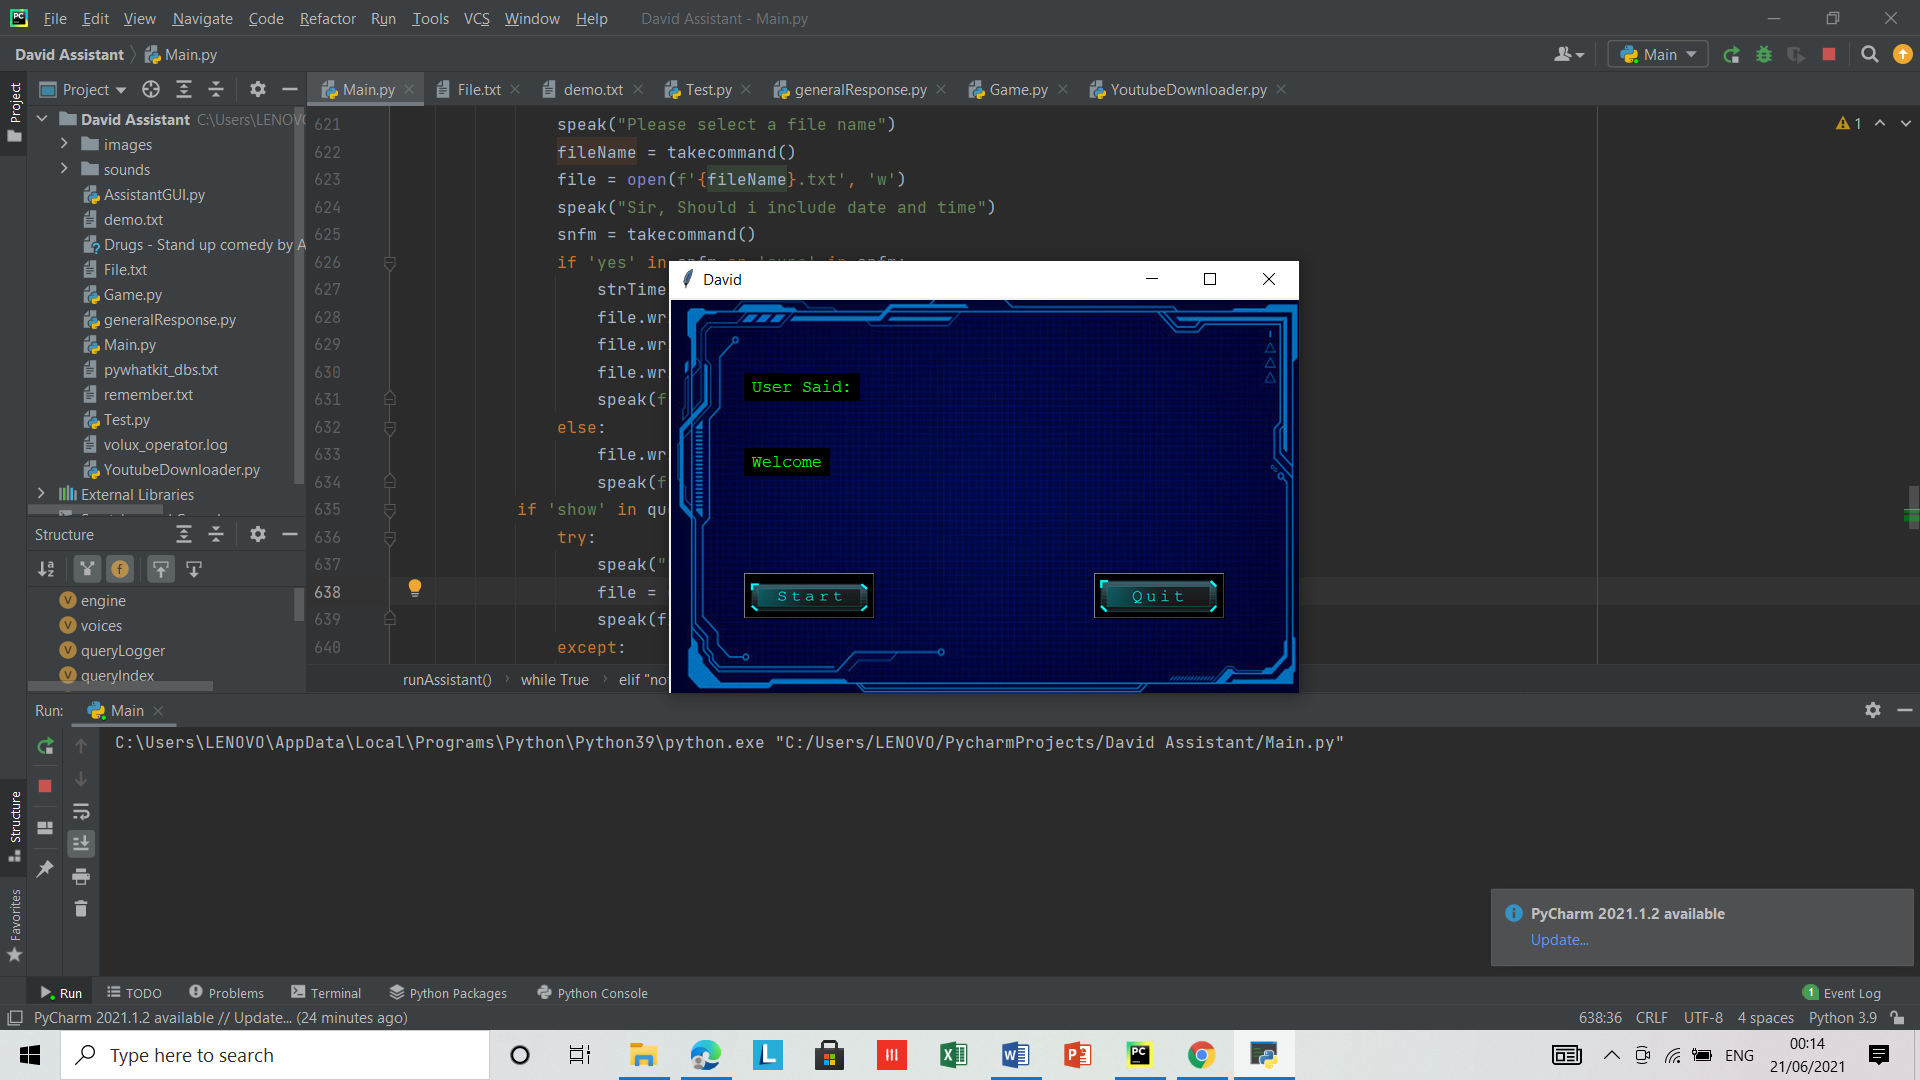 File Edit View Navigate Code Refactor Run Tools VCS Window Help David Assistant - Main.py
David Assistant Main.py Main
Project
Main.py File.txt demo.txt Test.py generalResponse.py Game.py YoutubeDownloader.py
Project
David Assistant C:\Users\LENOVO
images
sounds
AssistantGUI.py
demo.txt
Drugs - Stand up comedy by A
File.txt
Game.py
generalResponse.py
Main.py
pywhatkit_dbs.txt
remember.txt
Test.py
volux_operator.log
YoutubeDownloader.py
External Libraries
Structure
engine
voices
queryLogger
queryIndex
621 speak("Please select a file name")
622 fileName = takecommand()
623 file = open(f'{fileName}.txt', 'w')
624 speak("Sir, Should i include date and time")
625 snfm = takecommand()
626 if 'yes' in
627 strTime
628 file.wr
629 file.wr
630 file.wr
631 speak(f
632 else:
633 file.wr
634 speak(f
635 if 'show' in qu
636 try:
637 speak("
638 file =
639 speak(f
640 except:
1
runAssistant() while True elif "no
David
User Said:
Welcome
Start Quit
Run: Main
C:\Users\LENOVO\AppData\Local\Programs\Python\Python39\python.exe "C:/Users/LENOVO/PycharmProjects/David Assistant/Main.py"
Structure
Favorites
PyCharm 2021.1.2 available
Update...
Run TODO Problems Terminal Python Packages Python Console 1 Event Log
PyCharm 2021.1.2 available // Update... (24 minutes ago) 638:36 CRLF UTF-8 4 spaces Python 3.9
Type here to search
ENG
00:14
21/06/2021